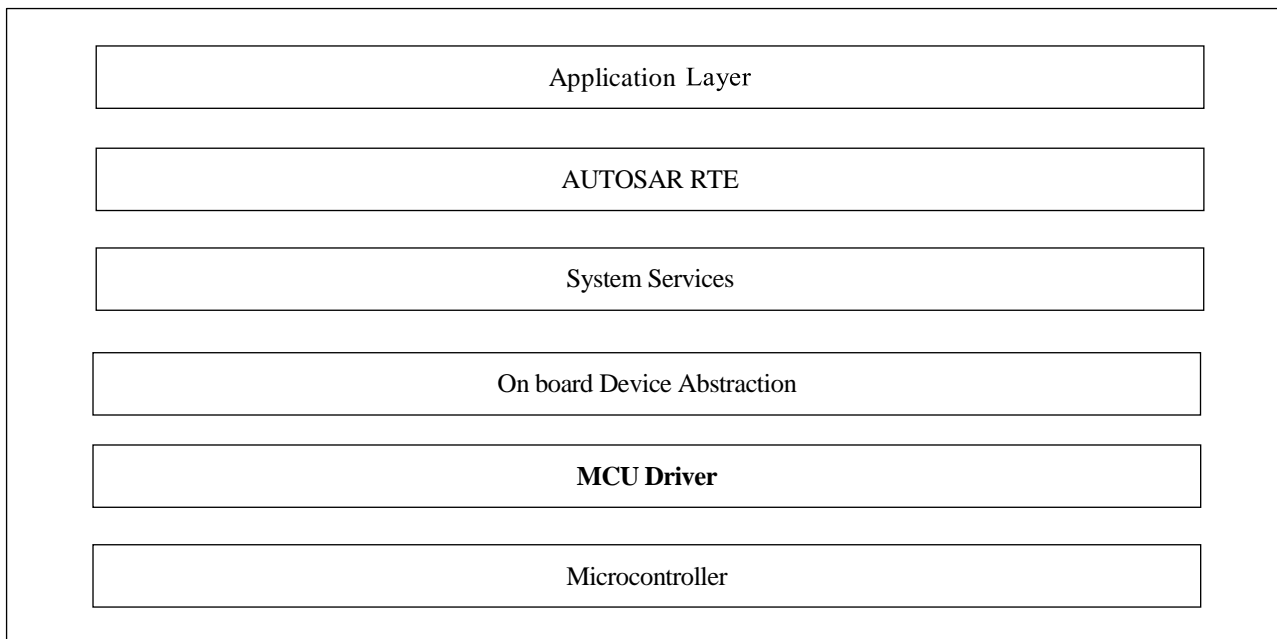 Application Layer
AUTOSAR RTE
System Services
On board Device Abstraction
MCU Driver
Microcontroller